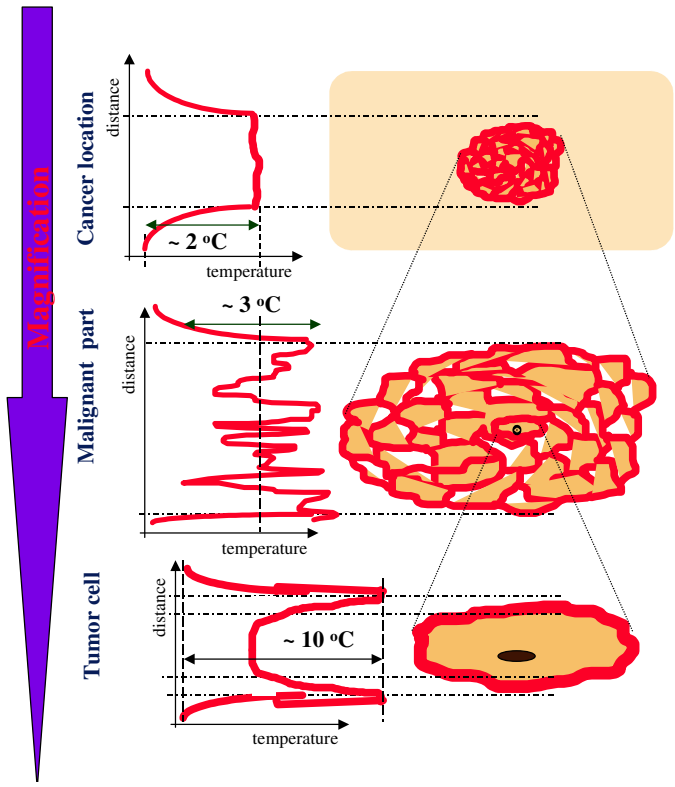 Magnification
Cancer location
distance
~ 2 °C
temperature
Malignant part
distance
~ 3 °C
temperature
Tumor cell
distance
~ 10 °C
temperature